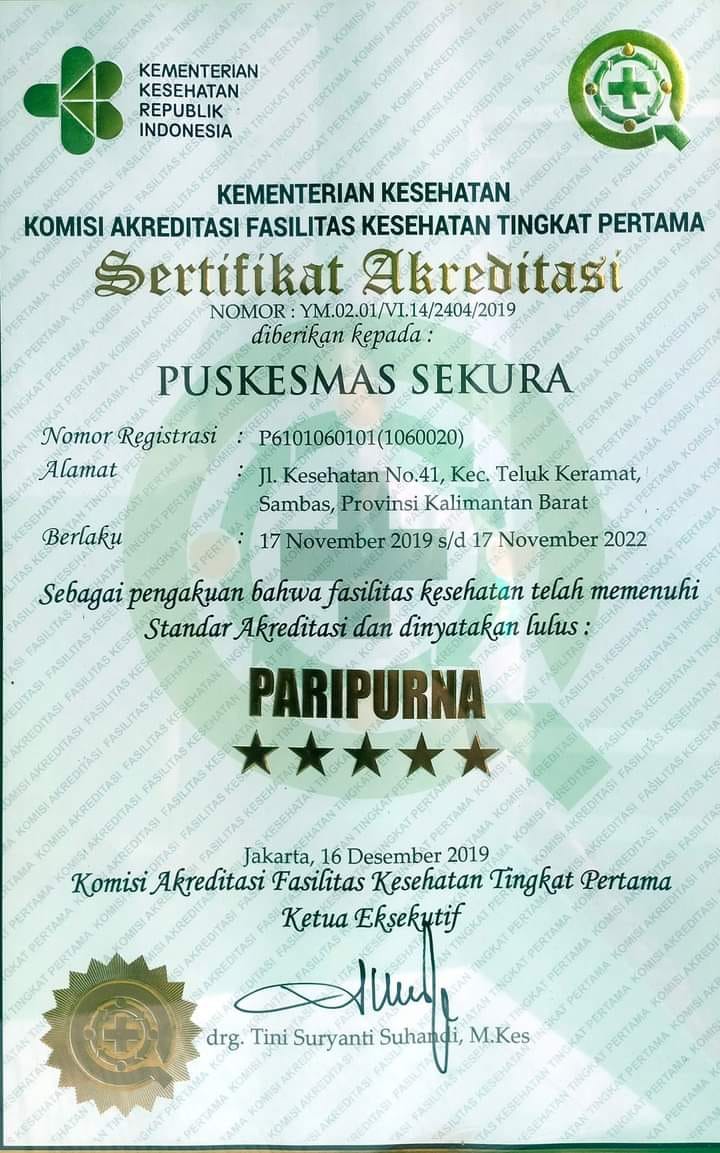 KEMENTERIAN
KESEHATAN
REPUBLIK
INDONESIA
KEMENTERIAN KESEHATAN
KOMISI AKREDITASI FASILITAS KESEHATAN TINGKAT PERTAMA
Sertifikat Akreditasi
NOMOR : YM.02.01/VI.14/2404/2019
diberikan kepada :
PUSKESMAS SEKURA
Nomor Registrasi : P6101060101(1060020)
Alamat : Jl. Kesehatan No.41, Kec. Teluk Keramat,
Sambas, Provinsi Kalimantan Barat
Berlaku : 17 November 2019 s/d 17 November 2022
Sebagai pengakuan bahwa fasilitas kesehatan telah memenuhi
Standar Akreditasi dan dinyatakan lulus :
PARIPURNA
Jakarta, 16 Desember 2019
Komisi Akreditasi Fasilitas Kesehatan Tingkat Pertama
Ketua Eksekutif
drg. Tini Suryanti Suhandi, M.Kes